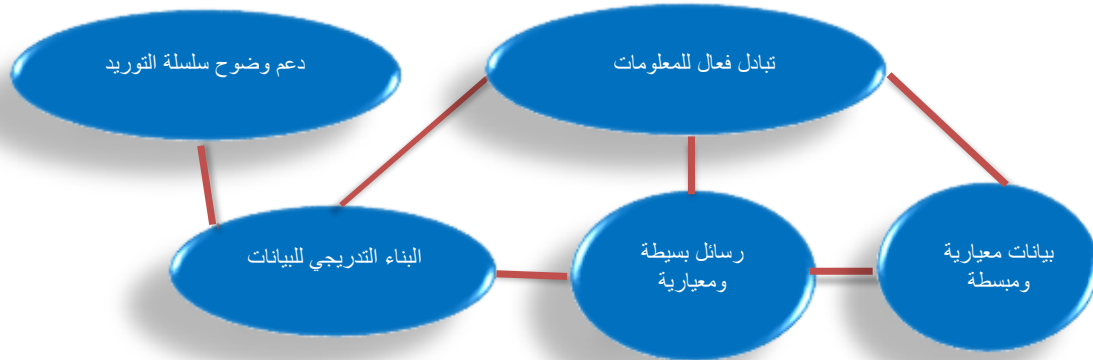 تبادل فعال للمعلومات
دعم وضوح سلسلة التوريد
بيانات معيارية
ومبسطة
رسائل بسيطة
ومعيارية
البناء التدريجي للبيانات